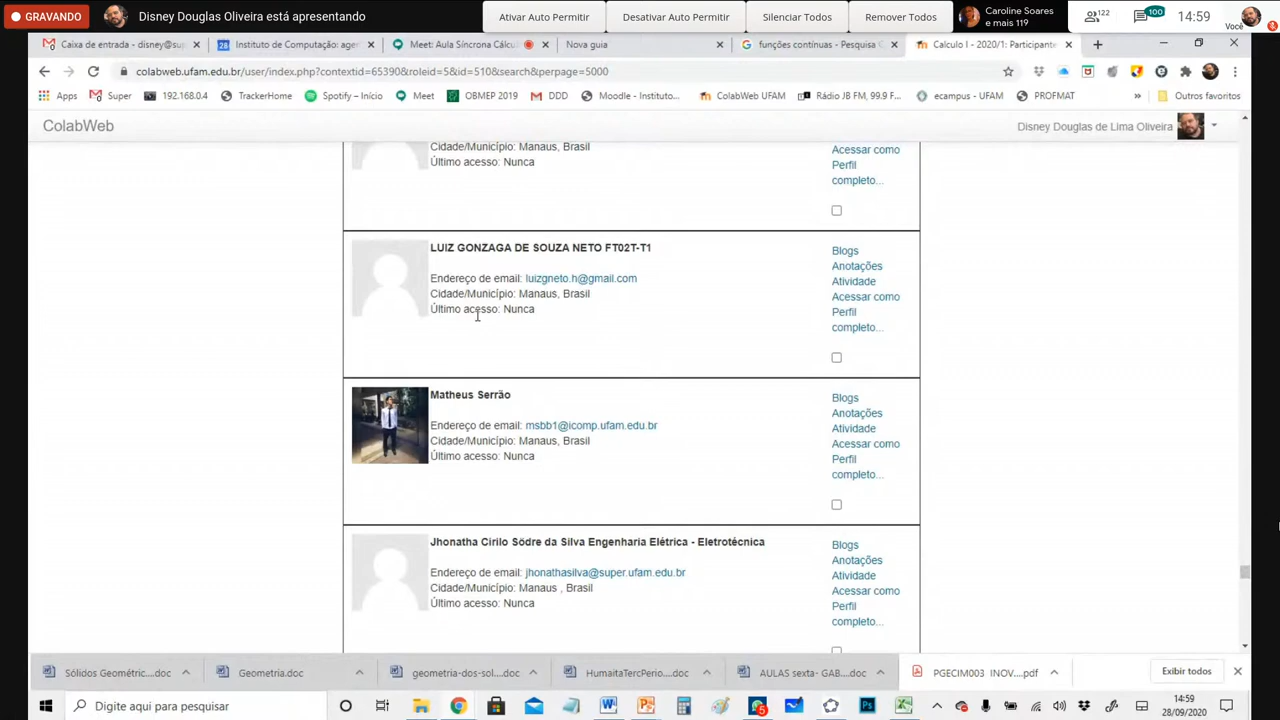 GRAVANDO
Disney Douglas Oliveira está apresentando
Ativar Auto Permitir
Desativar Auto Permitir
Silenciar Todos
Remover Todos
Caroline Soares
e mais 119
122
100
14:59
Você
Caixa de entrada - disney@su
Instituto de Computação: age
Meet: Aula Síncrona Cálcul
Nova guia
funções contínuas - Pesquisa G
Calculo I - 2020/1: Participante
colabweb.ufam.edu.br/user/index.php?contextid=65390&roleid=5&id=510&search&perpage=5000
Apps
Super
192.168.0.4
TrackerHome
Spotify – Início
Meet
OBMEP 2019
DDD
Moodle - Instituto...
ColabWeb UFAM
Rádio JB FM, 99.9 F...
ecampus - UFAM
PROFMAT
»
Outros favoritos
ColabWeb
Disney Douglas de Lima Oliveira
Cidade/Município: Manaus, Brasil
Último acesso: Nunca
Acessar como
Perfil
completo...
LUIZ GONZAGA DE SOUZA NETO FT02T-T1
Endereço de email: luizgneto.h@gmail.com
Cidade/Município: Manaus, Brasil
Último acesso: Nunca
Blogs
Anotações
Atividade
Acessar como
Perfil
completo...
Matheus Serrão
Endereço de email: msbb1@icomp.ufam.edu.br
Cidade/Município: Manaus, Brasil
Último acesso: Nunca
Blogs
Anotações
Atividade
Acessar como
Perfil
completo...
Jhonatha Cirilo Södre da Silva Engenharia Elétrica - Eletrotécnica
Endereço de email: jhonathasilva@super.ufam.edu.br
Cidade/Município: Manaus , Brasil
Último acesso: Nunca
Blogs
Anotações
Atividade
Acessar como
Perfil
completo...
Sólidos Geométric....doc
Geometria.doc
geometria-dos-sol....doc
HumaitaTercPerio....doc
AULAS sexta- GAB....doc
PGECIM003 INOV....pdf
Exibir todos
Digite aqui para pesquisar
5
14:59
28/09/2020